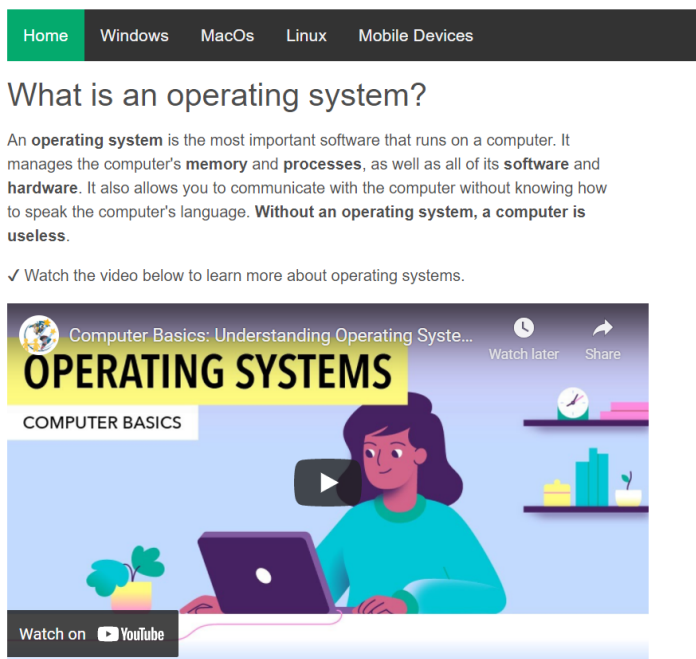 Home Windows MacOs Linux Mobile Devices
What is an operating system?
An operating system is the most important software that runs on a computer. It
manages the computer's memory and processes, as well as all of its software and
hardware. It also allows you to communicate with the computer without knowing how
to speak the computer's language. Without an operating system, a computer is
useless.
✓ Watch the video below to learn more about operating systems.
Computer Basics: Understanding Operating Syste...
Watch later Share
OPERATING SYSTEMS
COMPUTER BASICS
Watch on YouTube